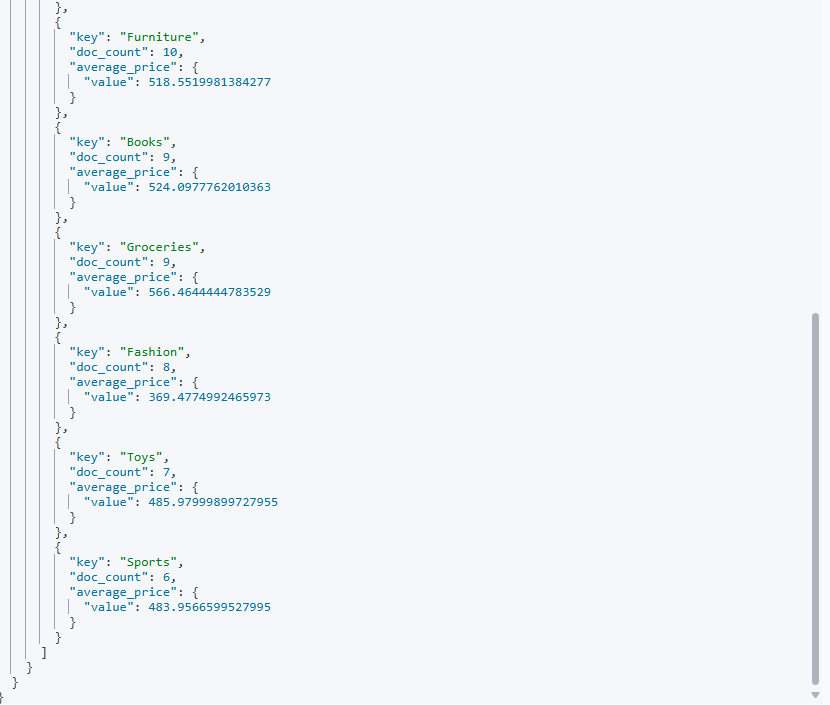 },
{
"key": "Furniture",
"doc_count": 10,
"average_price": {
"value": 518.5519981384277
}
},
{
"key": "Books",
"doc_count": 9,
"average_price": {
"value": 524.0977762010363
}
},
{
"key": "Groceries",
"doc_count": 9,
"average_price": {
"value": 566.4644444783529
}
},
{
"key": "Fashion",
"doc_count": 8,
"average_price": {
"value": 369.4774992465973
}
},
{
"key": "Toys",
"doc_count": 7,
"average_price": {
"value": 485.97999899727955
}
},
{
"key": "Sports",
"doc_count": 6,
"average_price": {
"value": 483.9566599527995
}
}
]
}
}
}